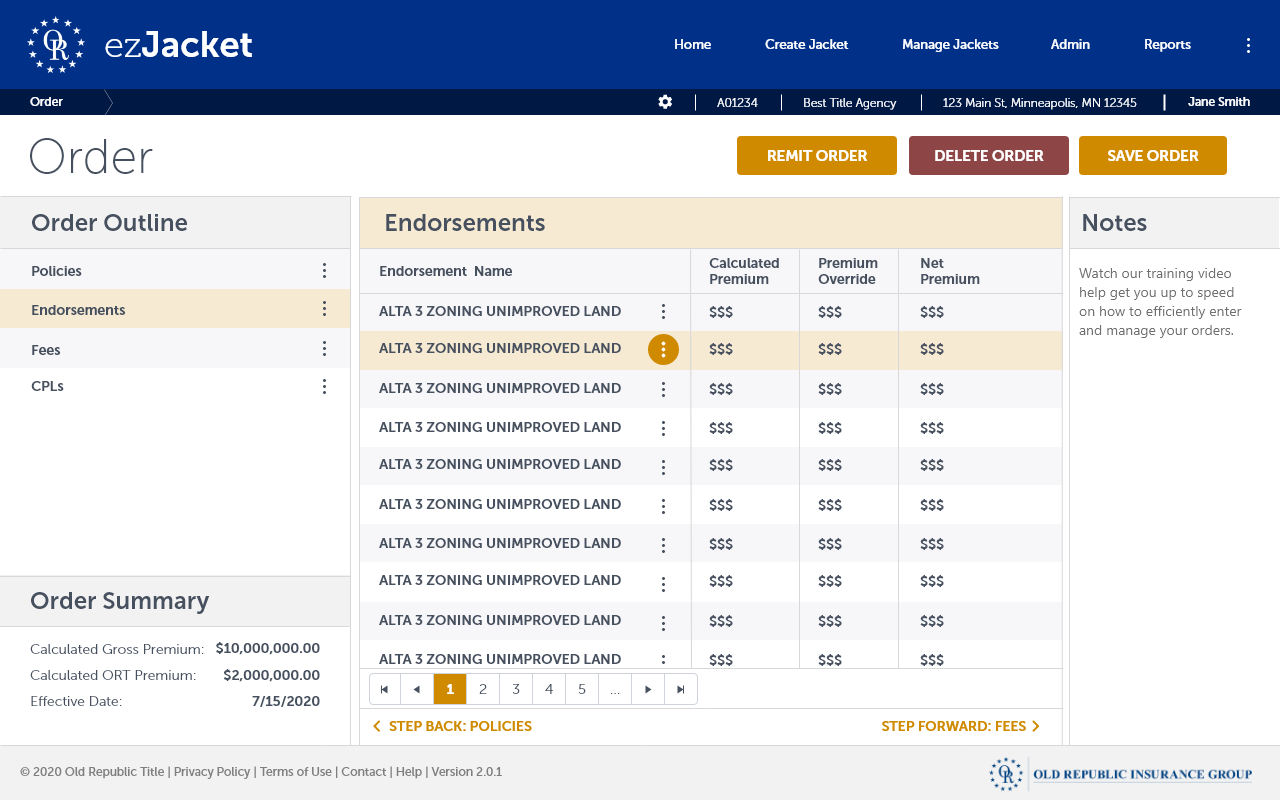 OR ezJacket
Home Create Jacket Manage Jackets Admin Reports
Order A01234 Best Title Agency 123 Main St, Minneapolis, MN 12345 Jane Smith
Order
REMIT ORDER DELETE ORDER SAVE ORDER
Order Outline
Policies
Endorsements
Fees
CPLs
Order Summary
Calculated Gross Premium: $10,000,000.00
Calculated ORT Premium: $2,000,000.00
Effective Date: 7/15/2020
Endorsements
Endorsement Name Calculated Premium Premium Override Net Premium
ALTA 3 ZONING UNIMPROVED LAND $$$ $$$ $$$
ALTA 3 ZONING UNIMPROVED LAND $$$ $$$ $$$
ALTA 3 ZONING UNIMPROVED LAND $$$ $$$ $$$
ALTA 3 ZONING UNIMPROVED LAND $$$ $$$ $$$
ALTA 3 ZONING UNIMPROVED LAND $$$ $$$ $$$
ALTA 3 ZONING UNIMPROVED LAND $$$ $$$ $$$
ALTA 3 ZONING UNIMPROVED LAND $$$ $$$ $$$
ALTA 3 ZONING UNIMPROVED LAND $$$ $$$ $$$
ALTA 3 ZONING UNIMPROVED LAND $$$ $$$ $$$
ALTA 3 ZONING UNIMPROVED LAND $$$ $$$ $$$
1 2 3 4 5 ...
STEP BACK: POLICIES STEP FORWARD: FEES
Notes
Watch our training video
help get you up to speed
on how to efficiently enter
and manage your orders.
© 2020 Old Republic Title | Privacy Policy | Terms of Use | Contact | Help | Version 2.0.1
OR OLD REPUBLIC INSURANCE GROUP